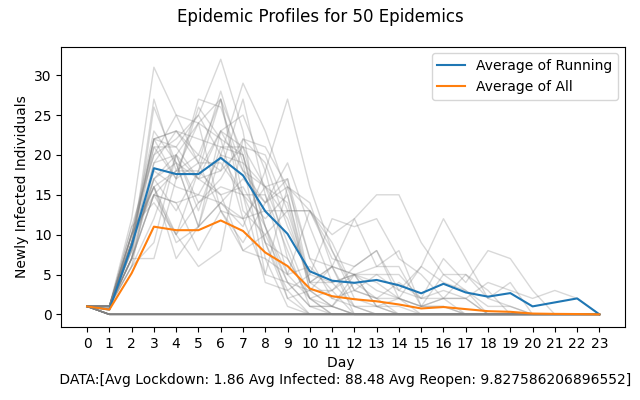 Epidemic Profiles for 50 Epidemics
Average of Running
Average of All
Newly Infected Individuals
30
25
20
15
10
5
0
0 1 2 3 4 5 6 7 8 9 10 11 12 13 14 15 16 17 18 19 20 21 22 23
Day
DATA:[Avg Lockdown: 1.86 Avg Infected: 88.48 Avg Reopen: 9.827586206896552]